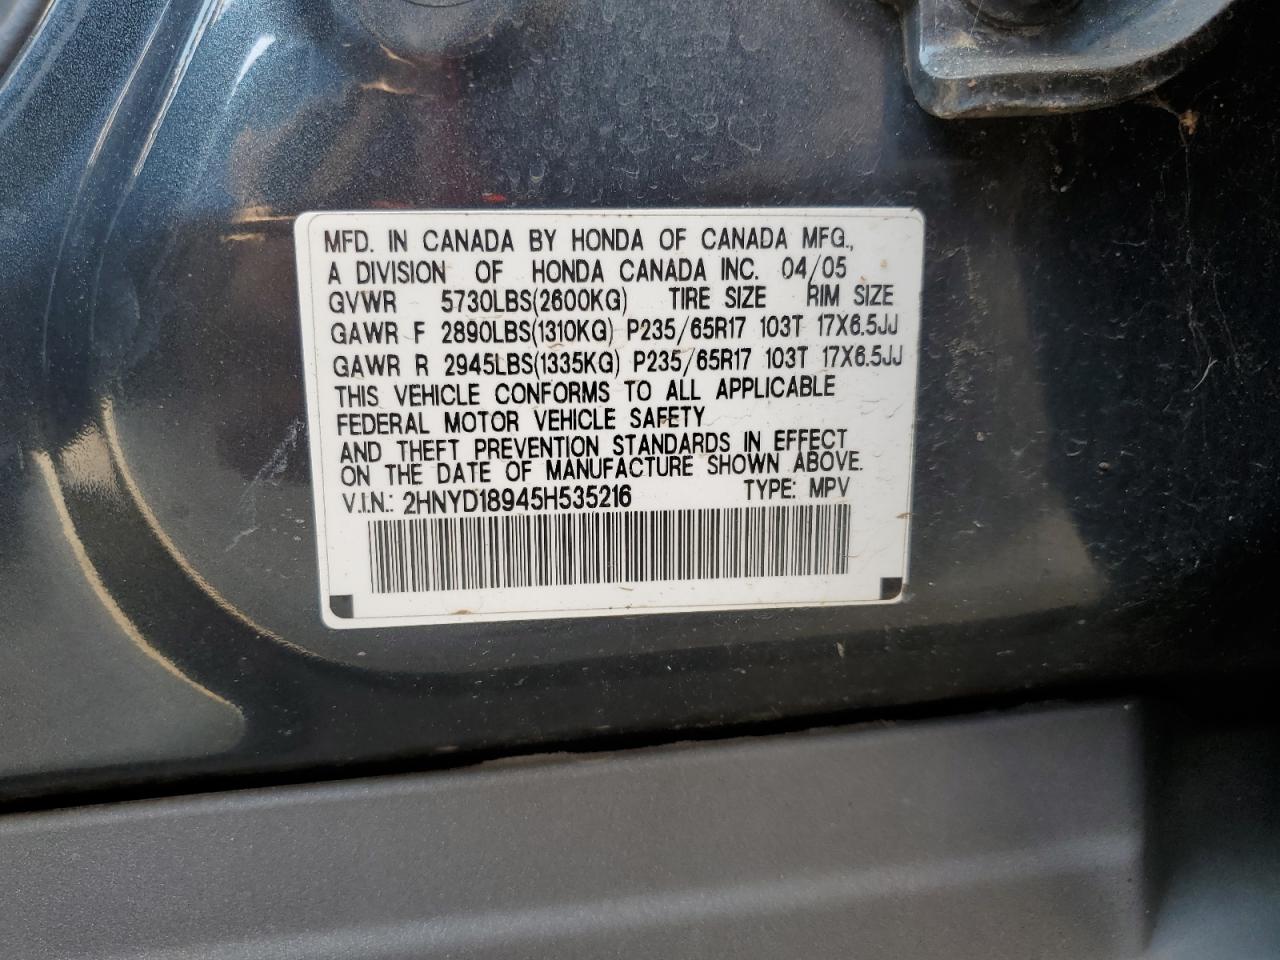 MFD. IN CANADA BY HONDA OF CANADA MFG.,
A DIVISION OF HONDA CANADA INC. 04/05
GVWR 5730LBS(2600KG) TIRE SIZE RIM SIZE
GAWR F 2890LBS(1310KG) P235/65R17 103T 17X6.5JJ
GAWR R 2945LBS(1335KG) P235/65R17 103T 17X6.5JJ
THIS VEHICLE CONFORMS TO ALL APPLICABLE
FEDERAL MOTOR VEHICLE SAFETY
AND THEFT PREVENTION STANDARDS IN EFFECT
ON THE DATE OF MANUFACTURE SHOWN ABOVE.
V.I.N.: 2HNYD18945H535216 TYPE: MPV